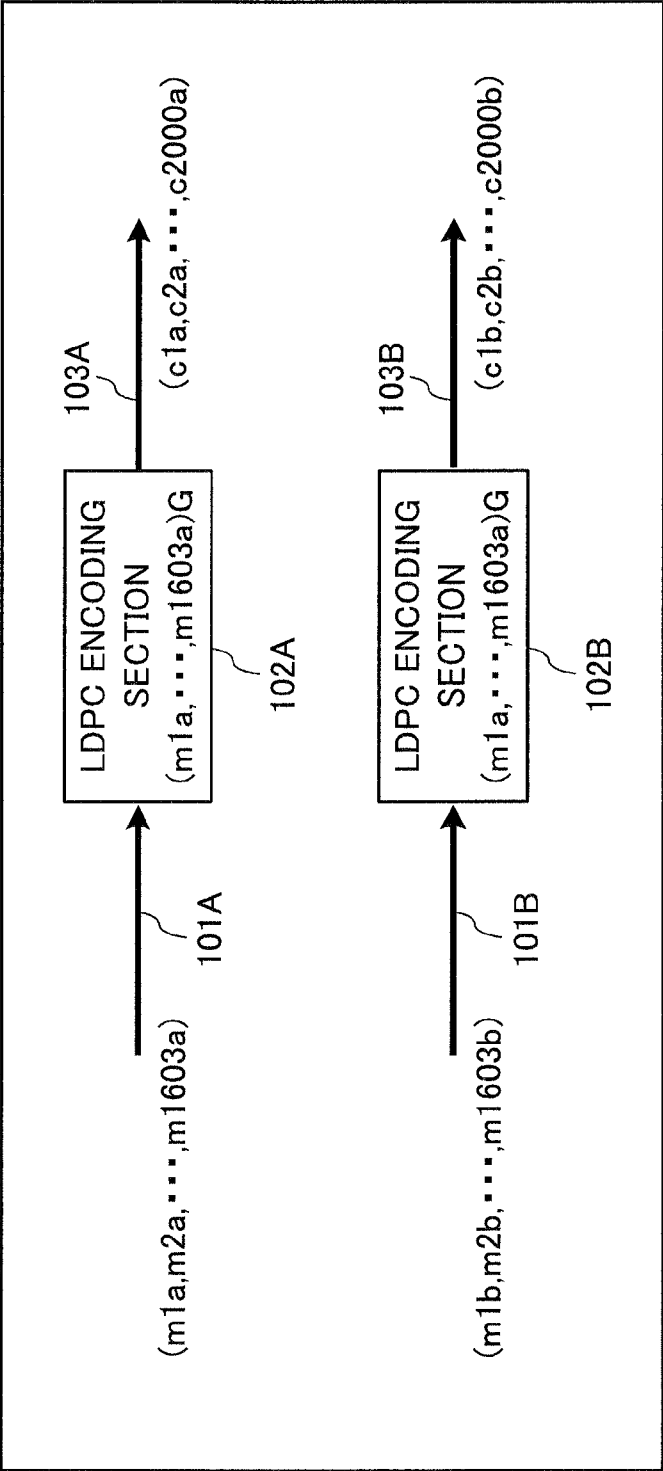 (m1a,m2a,･･･,m1603a)
101A
LDPC ENCODING
SECTION
(m1a,･･･,m1603a)G
102A
103A
(c1a,c2a,･･･,c2000a)
(m1b,m2b,･･･,m1603b)
101B
LDPC ENCODING
SECTION
(m1a,･･･,m1603a)G
102B
103B
(c1b,c2b,･･･,c2000b)